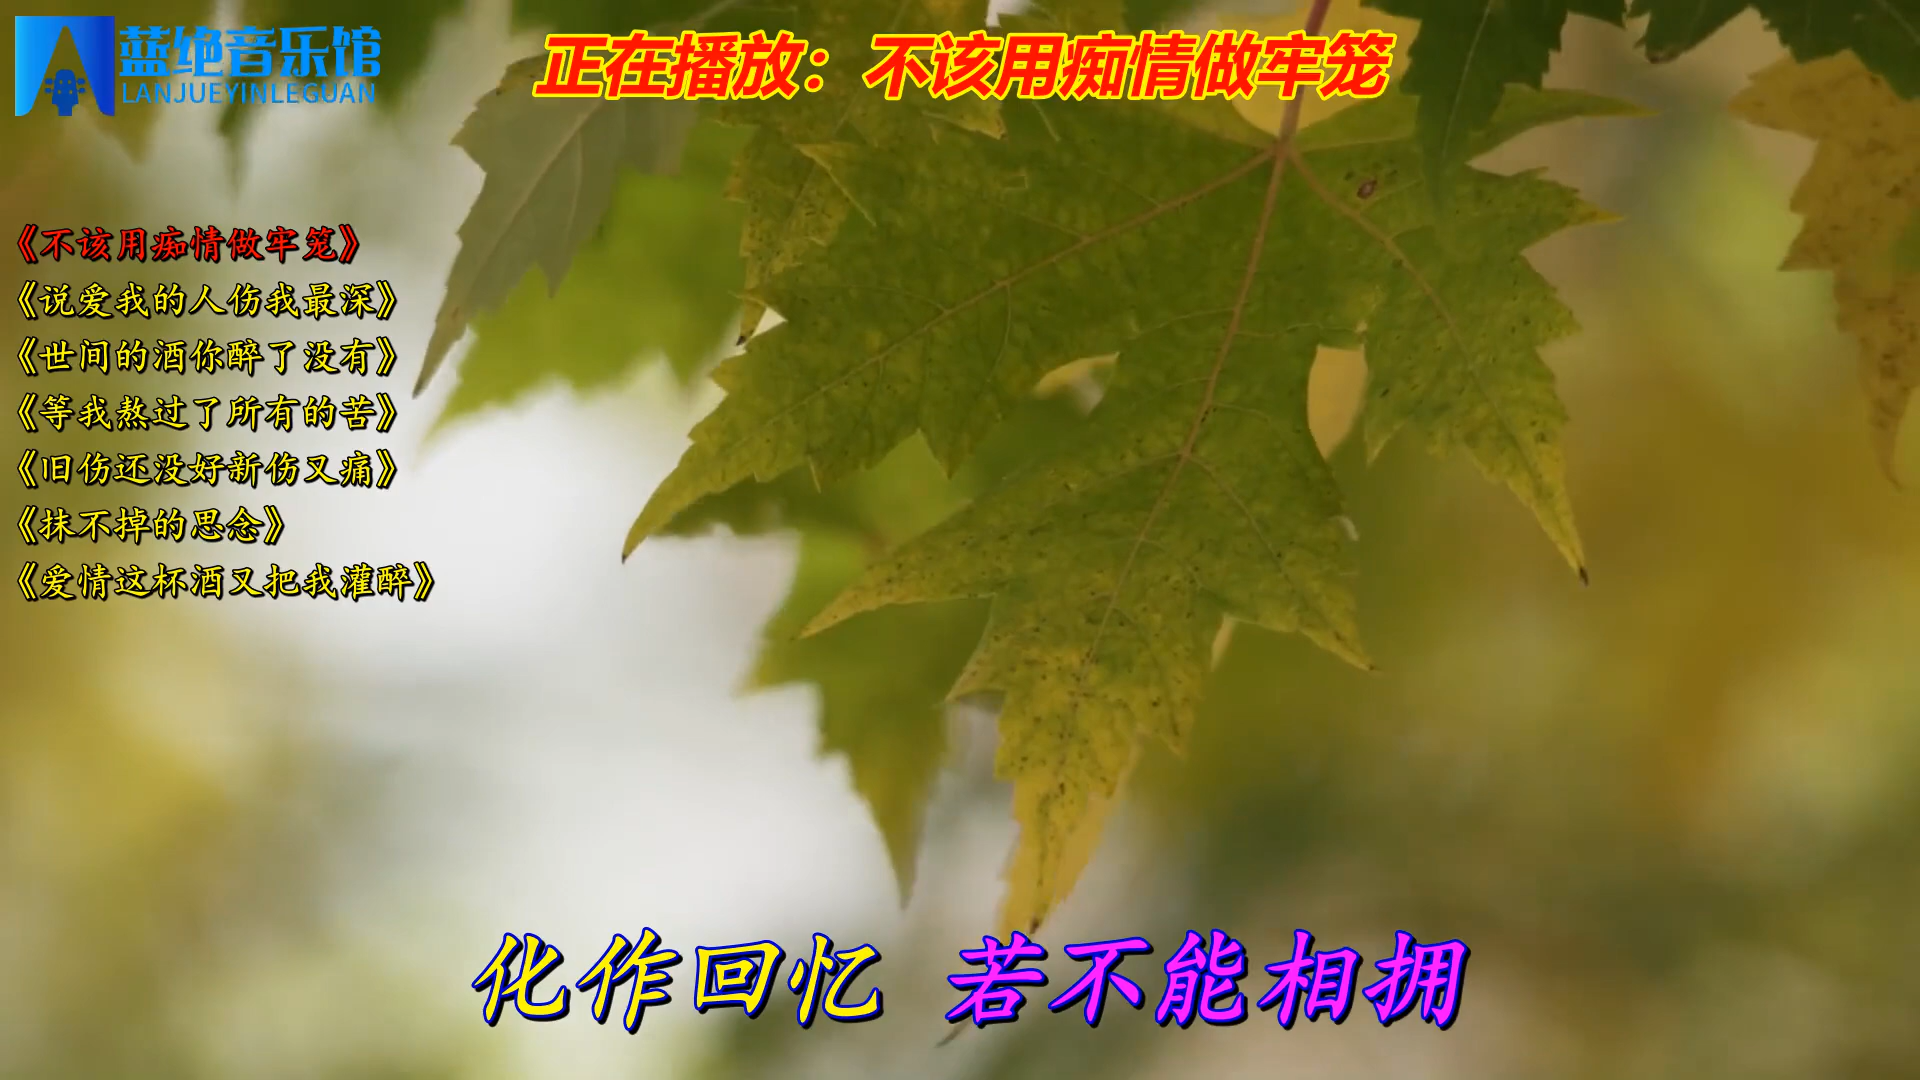 蓝绝音乐馆
LANJUEYINLEGUAN
正在播放：不该用痴情做牢笼
《不该用痴情做牢笼》
《说爱我的人伤我最深》
《世间的酒你醉了没有》
《等我熬过了所有的苦》
《旧伤还没好新伤又痛》
《抹不掉的思念》
《爱情这杯酒又把我灌醉》
化作回忆 若不能相拥